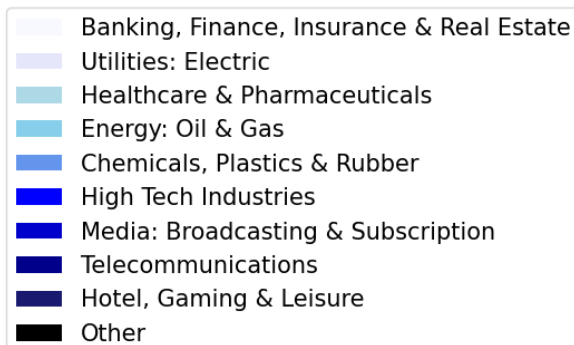 Banking, Finance, Insurance & Real Estate
Utilities: Electric
Healthcare & Pharmaceuticals
Energy: Oil & Gas
Chemicals, Plastics & Rubber
High Tech Industries
Media: Broadcasting & Subscription
Telecommunications
Hotel, Gaming & Leisure
Other